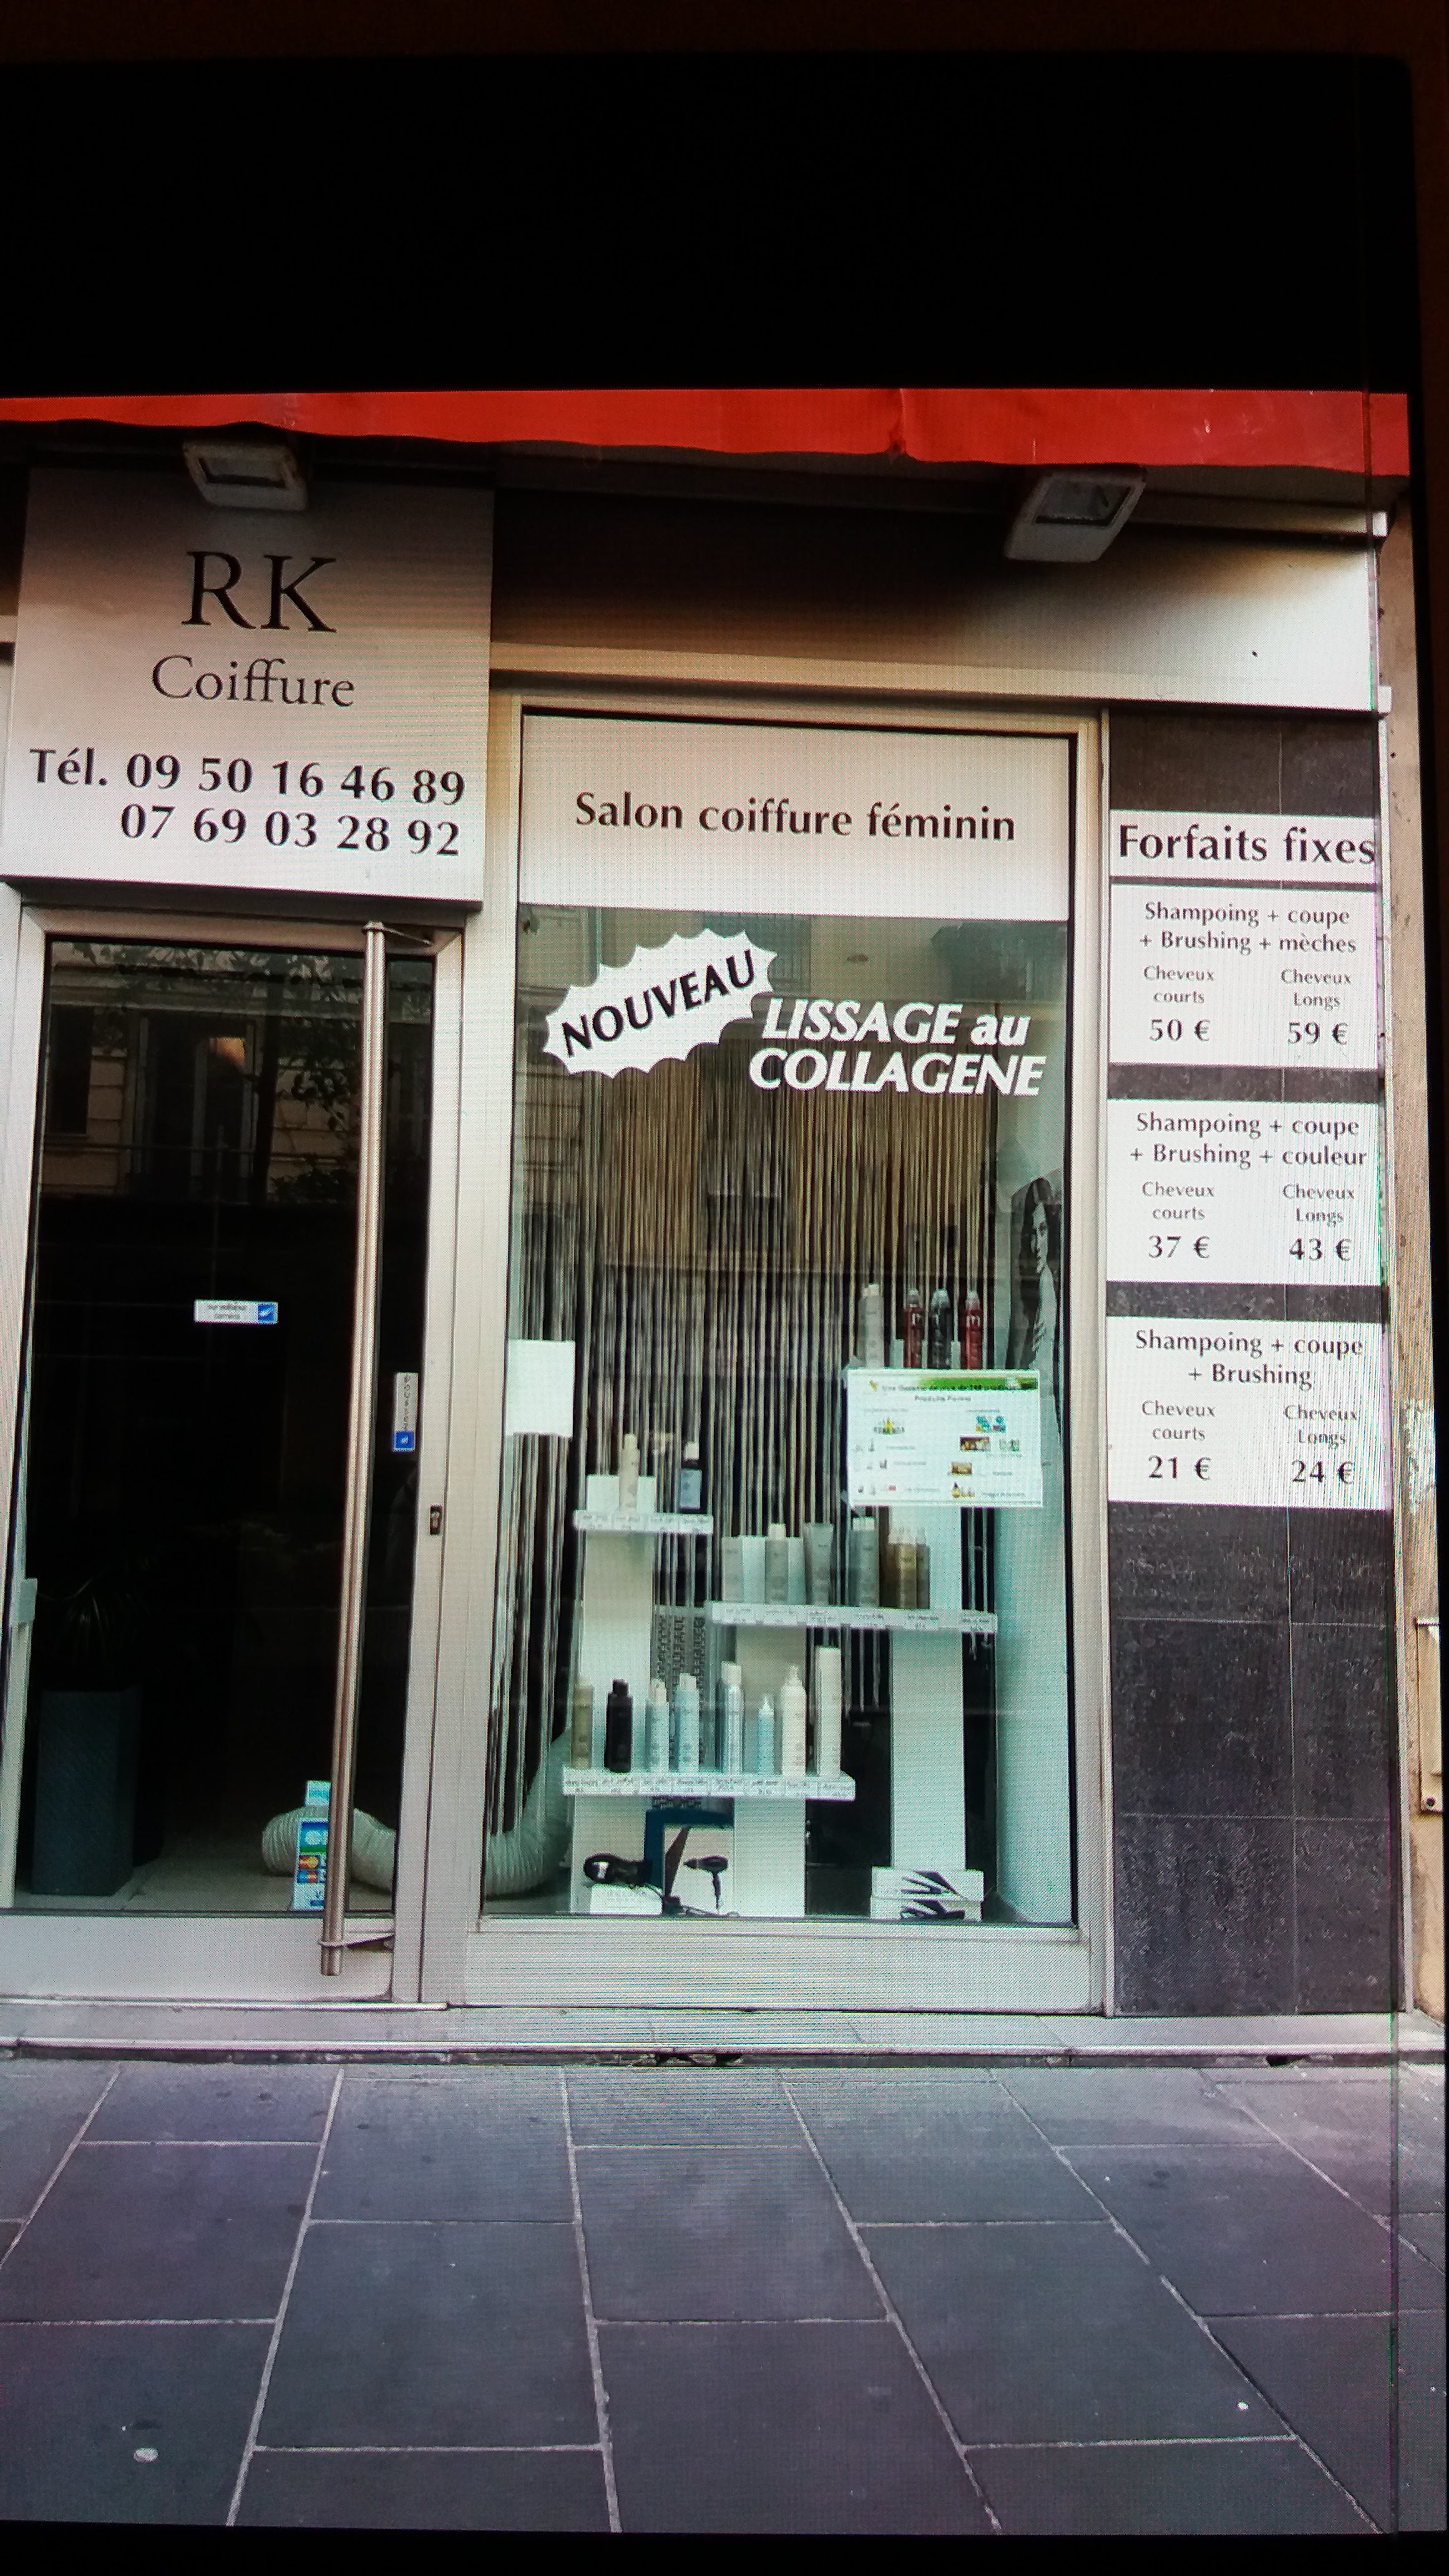 RK
Coiffure
Tél. 09 50 16 46 89
07 69 03 28 92
Salon coiffure féminin
NOUVEAU
LISSAGE au
COLLAGENE
Forfaits fixes
Shampoing + coupe
+ Brushing + mèches
Cheveux courts
Cheveux Longs
50 €
59 €
Shampoing + coupe
+ Brushing + couleur
Cheveux courts
Cheveux Longs
37 €
43 €
Shampoing + coupe
+ Brushing
Cheveux courts
Cheveux Longs
21 €
24 €